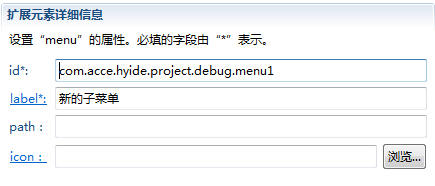 扩展元素详细信息
设置“menu”的属性。必填的字段由“*”表示。
id*: com.acce.hyide.project.debug.menu1
label*: 新的子菜单
path：
icon： 浏览...